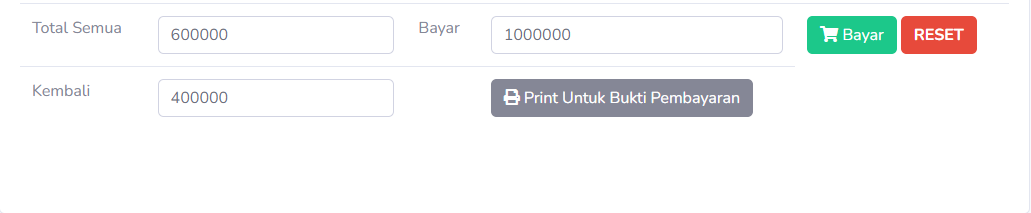 Total Semua 600000 Bayar 1000000 Bayar RESET
Kembali 400000 Print Untuk Bukti Pembayaran